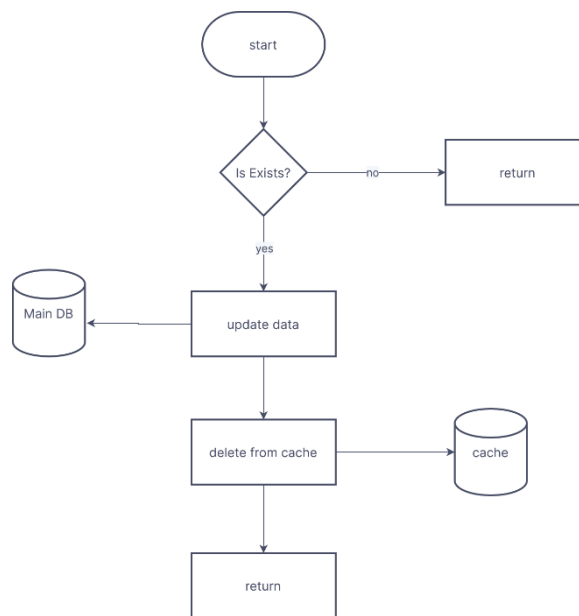 start
Is Exists?
no
return
yes
Main DB
update data
delete from cache
cache
return